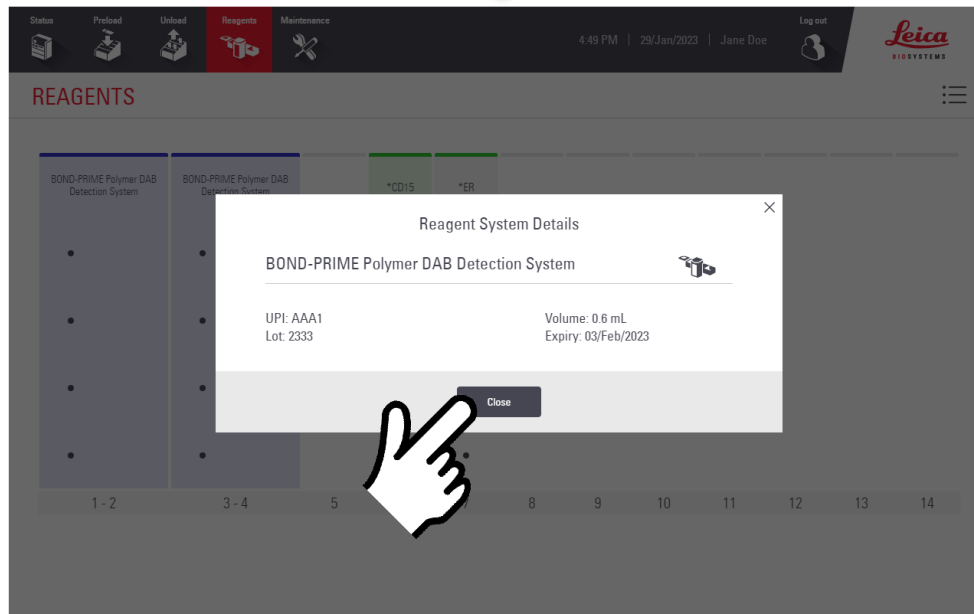 Status Preload Unload Reagents Maintenance Log out
4:49 PM | 29/Jan/2023 | Jane Doe
Leica
BIOSYSTEMS
REAGENTS
BOND-PRIME Polymer DAB
Detection System
BOND-PRIME Polymer DAB
Detection System
*CD15 *ER
Reagent System Details
BOND-PRIME Polymer DAB Detection System
UPI: AAA1
Lot: 2333
Volume: 0.6 mL
Expiry: 03/Feb/2023
Close
1 - 2 3 - 4 5 7 8 9 10 11 12 13 14